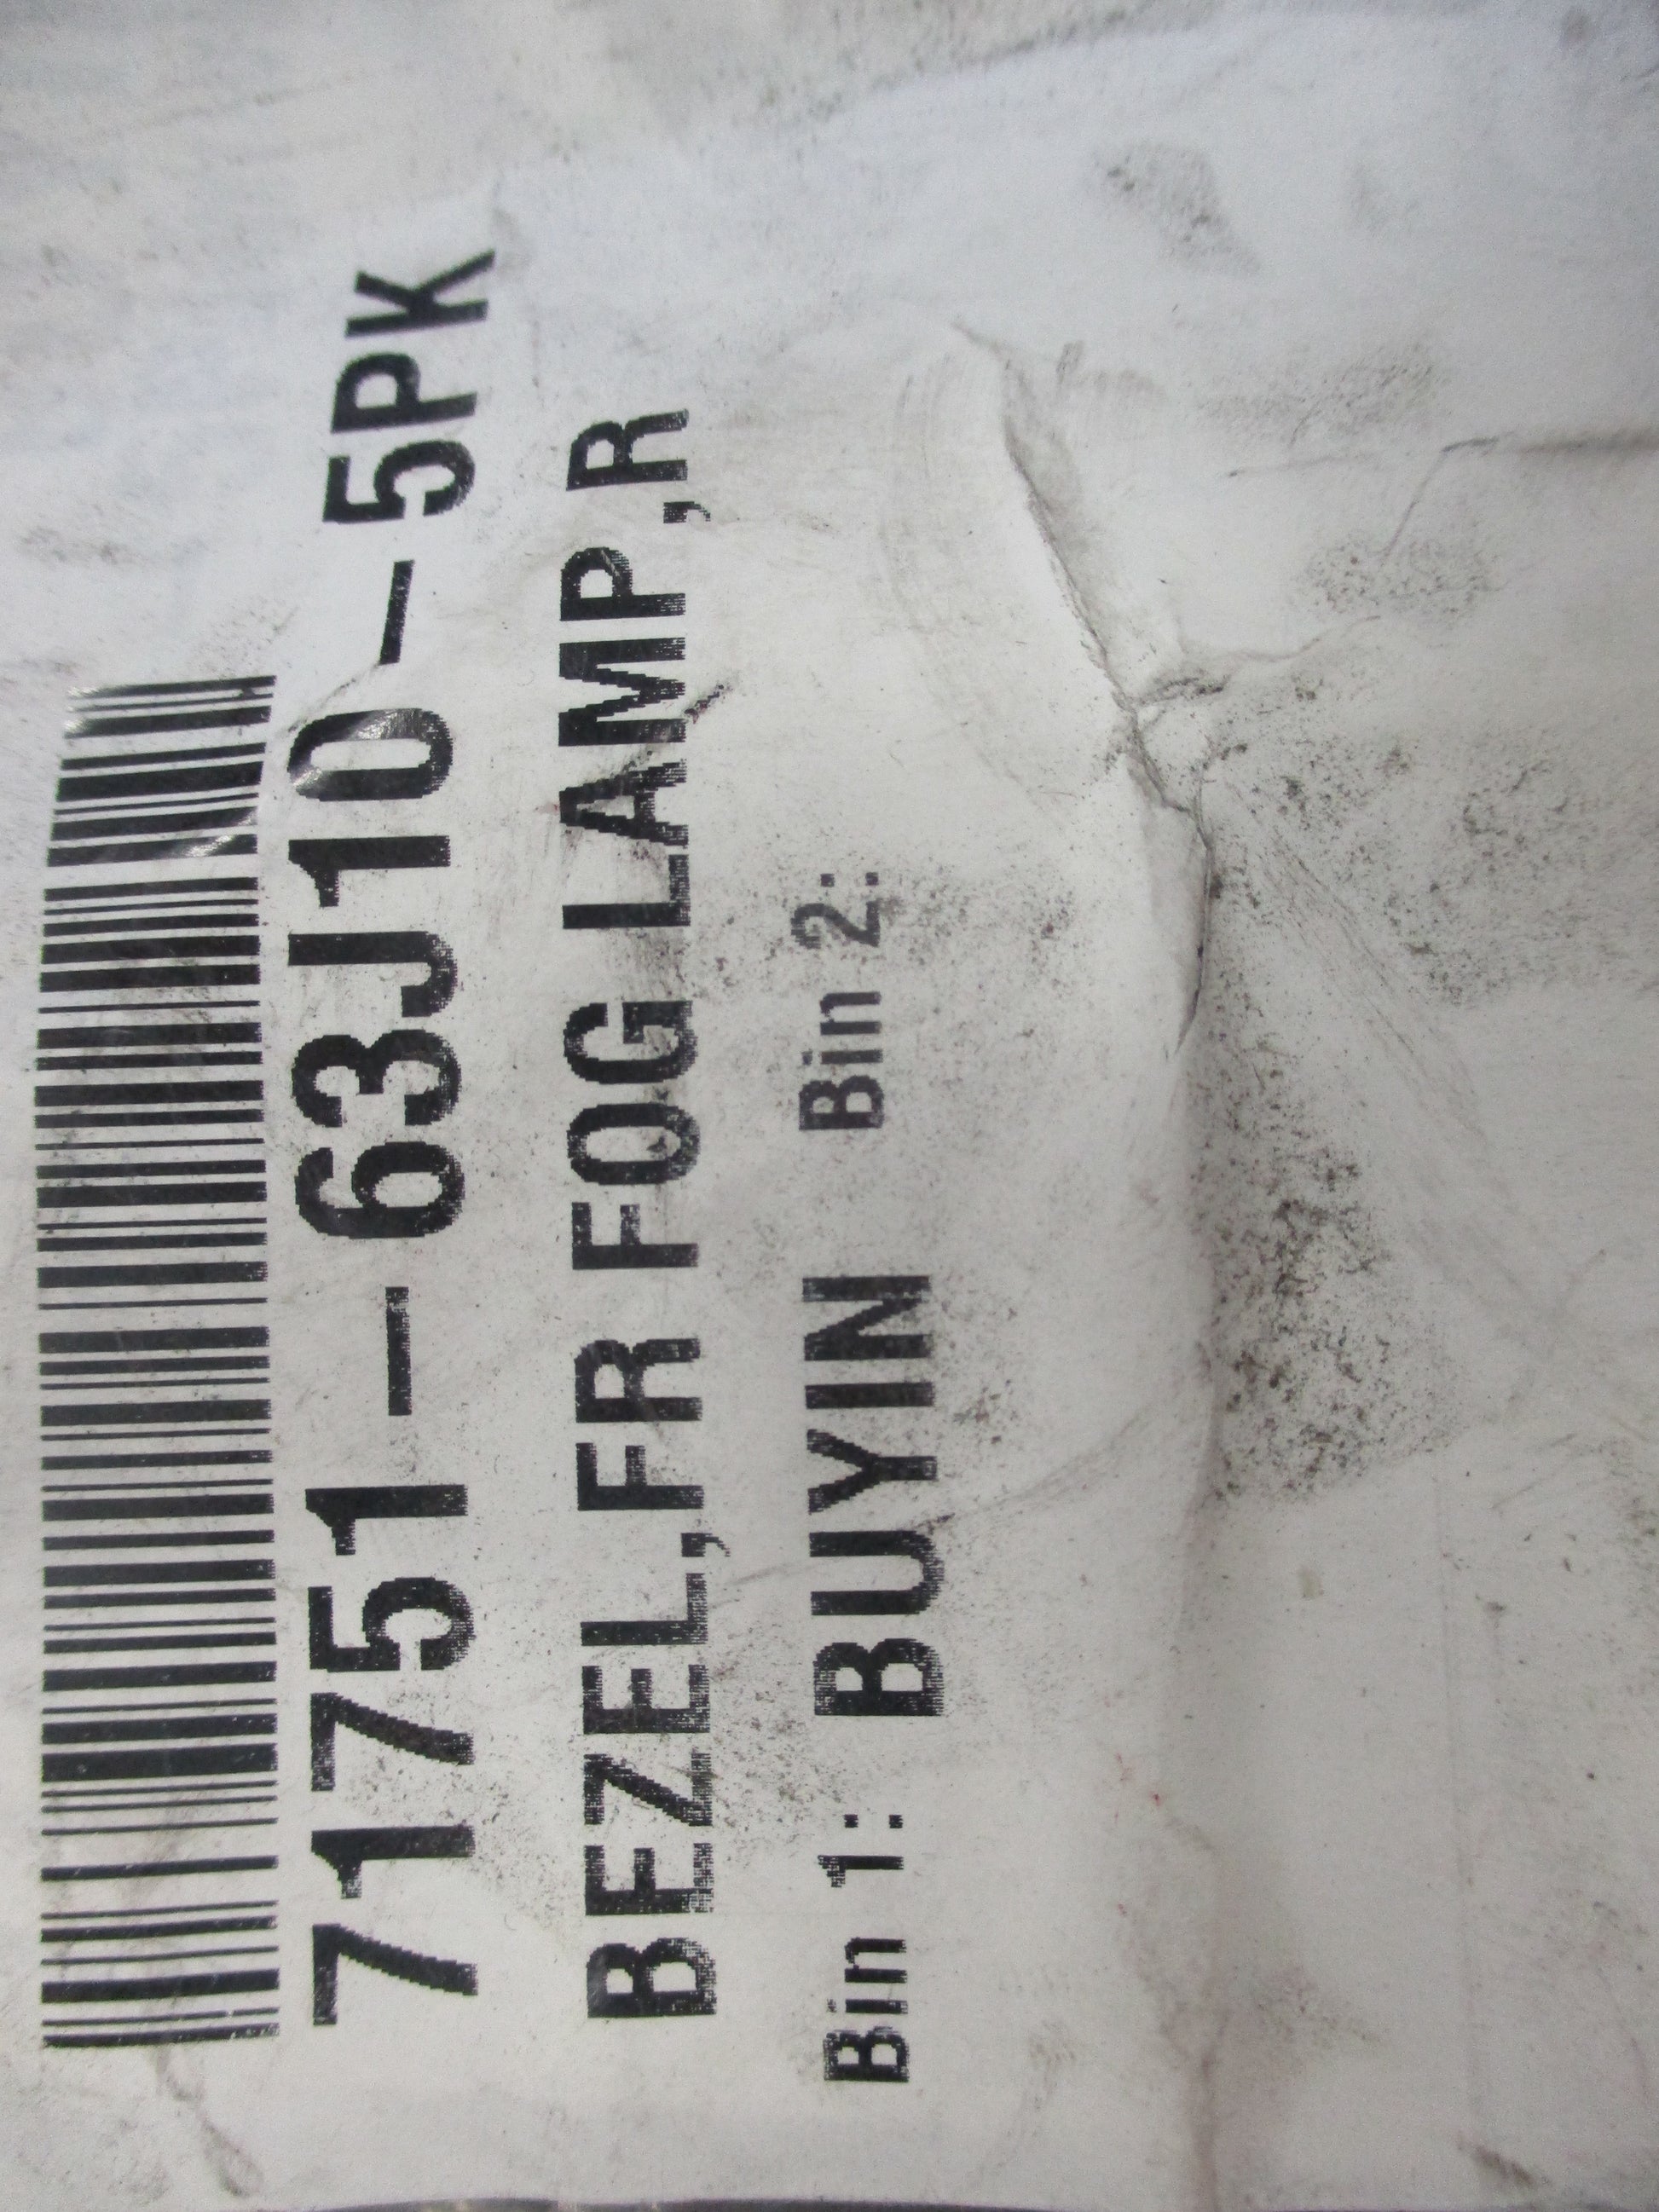 71751-63J10-5PK
BEZEL,FR FOG LAMP,R
Bin 1: BUYIN Bin 2: